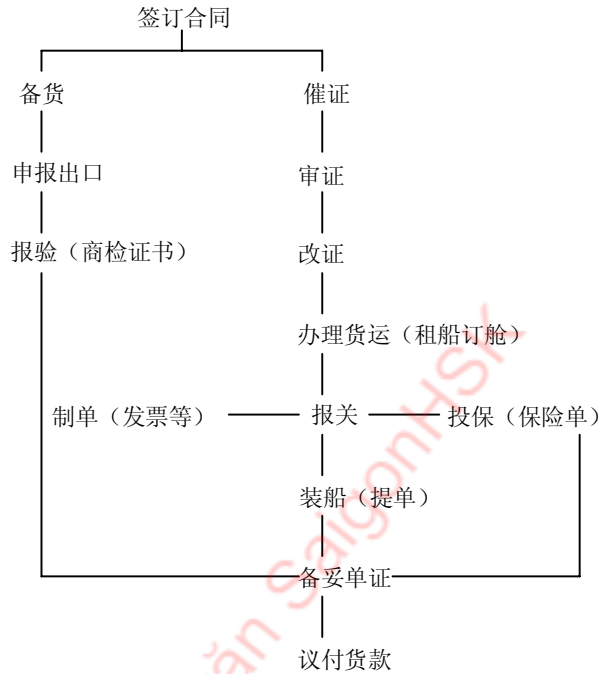 签订合同
备货 催证
申报出口 审证
报验（商检证书） 改证
办理货运（租船订舱）
制单（发票等） 报关 投保（保险单）
装船（提单）
备妥单证
议付货款
ăn SaigonHSK